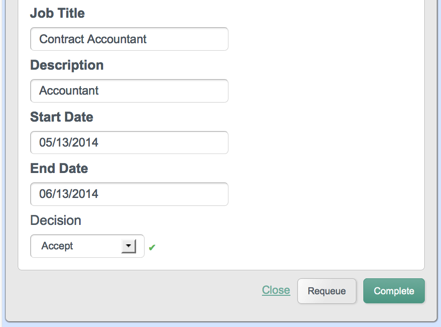 Job Title
Contract Accountant
Description
Accountant
Start Date
05/13/2014
End Date
06/13/2014
Decision
Accept
Close Requeue Complete